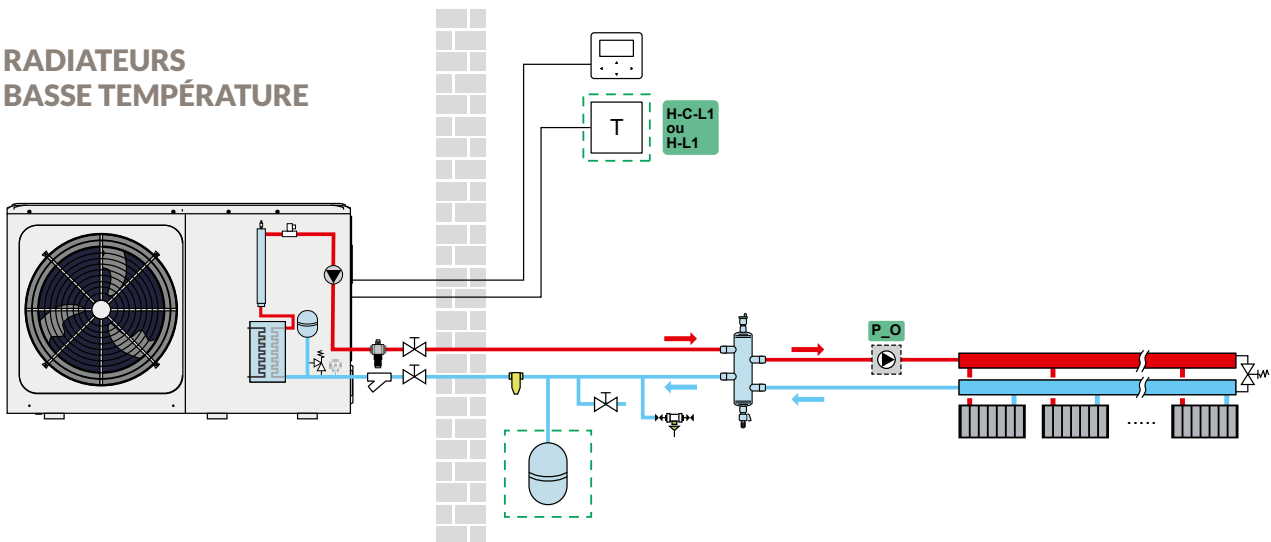 RADIATEURS
BASSE TEMPÉRATURE
T
H-C-L1
ou
H-L1
P_O